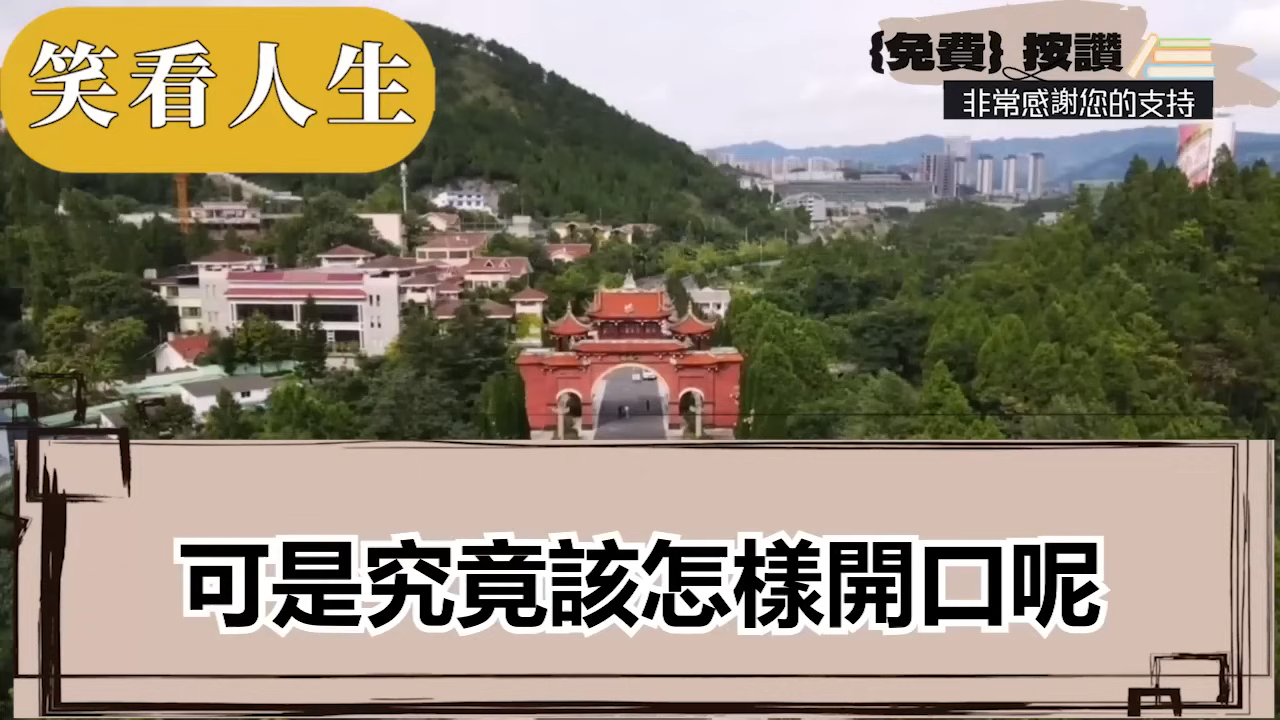 笑看人生
{免費} 按讚
非常感謝您的支持
可是究竟該怎樣開口呢